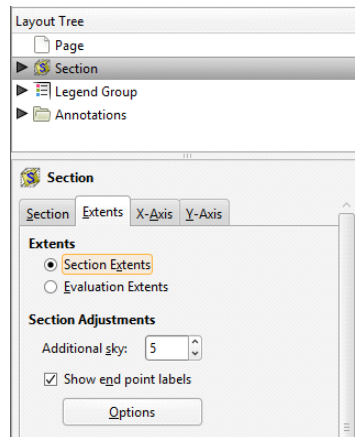 Layout Tree
Page
Section
Legend Group
Annotations
Section
Section Extents X-Axis Y-Axis
Extents
Section Extents
Evaluation Extents
Section Adjustments
Additional sky: 5
Show end point labels
Options